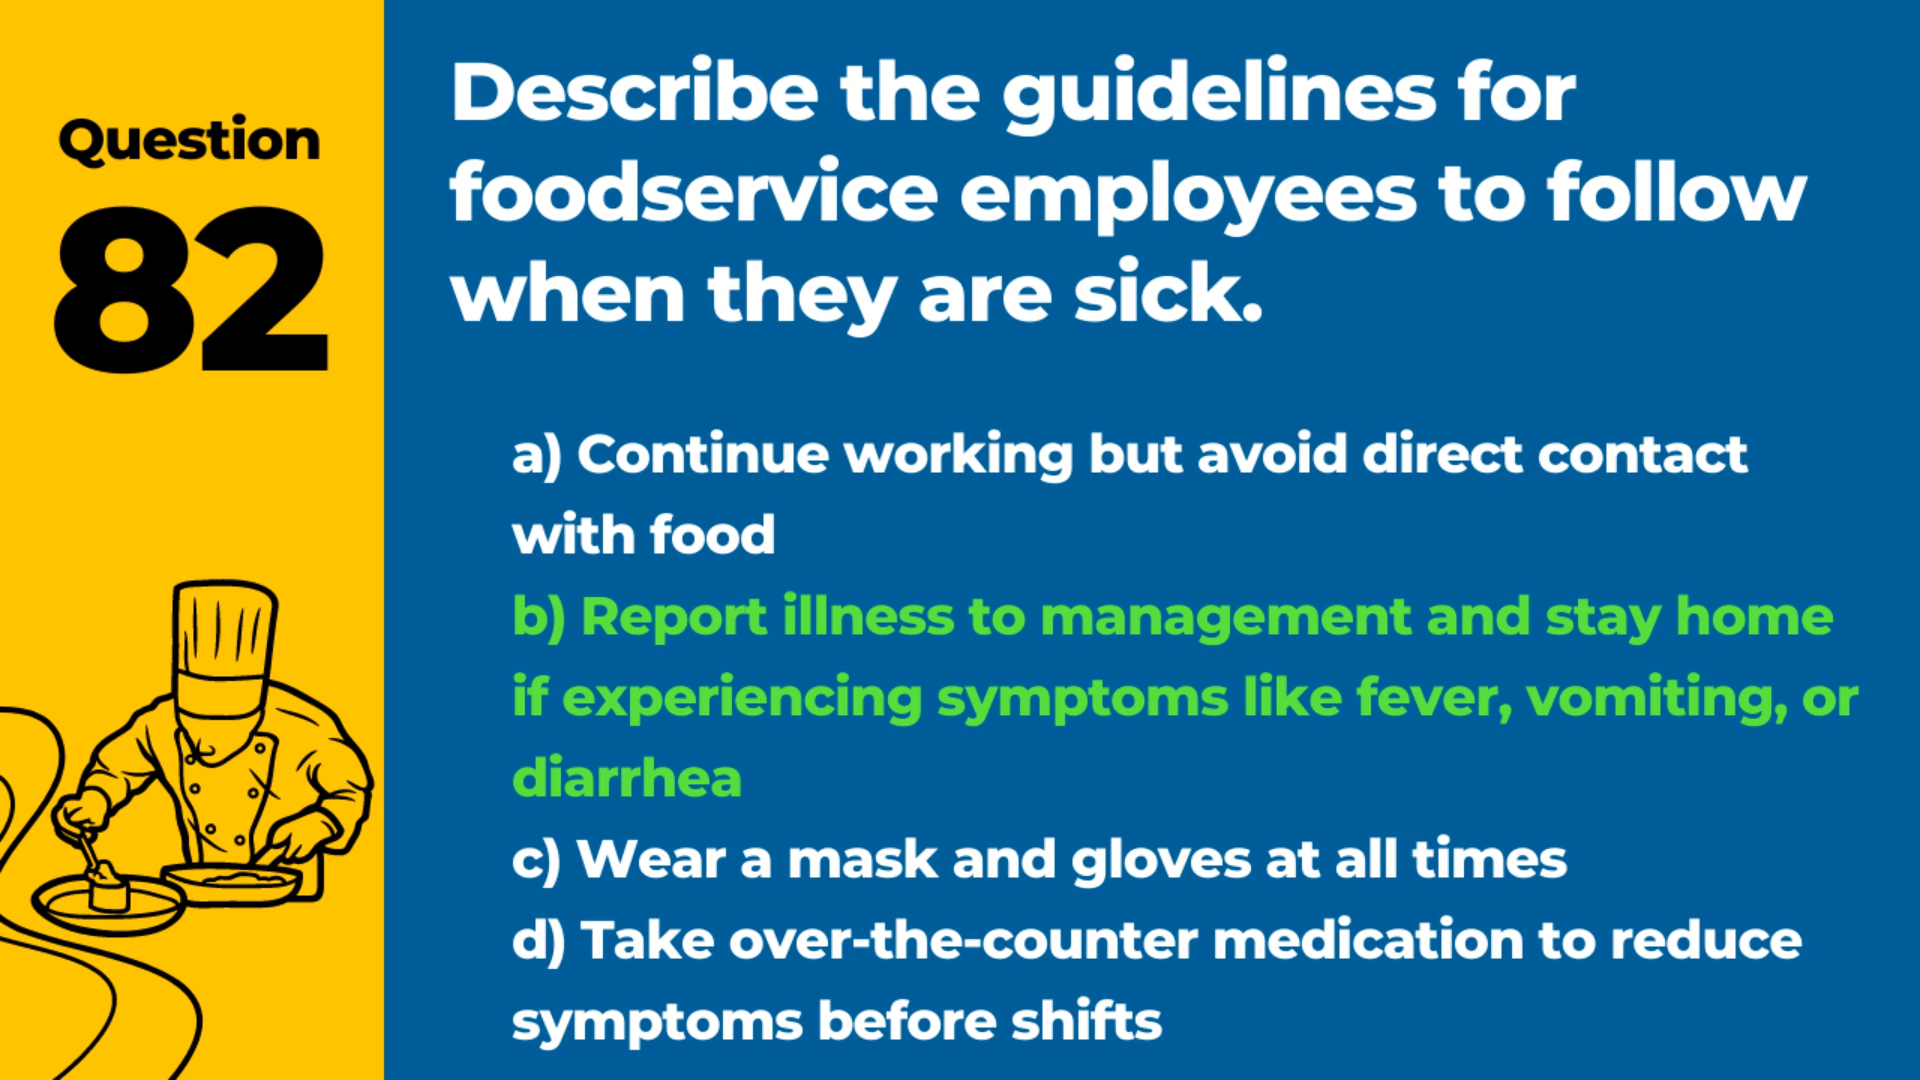 Question
82
Describe the guidelines for
foodservice employees to follow
when they are sick.
a) Continue working but avoid direct contact
with food
b) Report illness to management and stay home
if experiencing symptoms like fever, vomiting, or
diarrhea
c) Wear a mask and gloves at all times
d) Take over-the-counter medication to reduce
symptoms before shifts